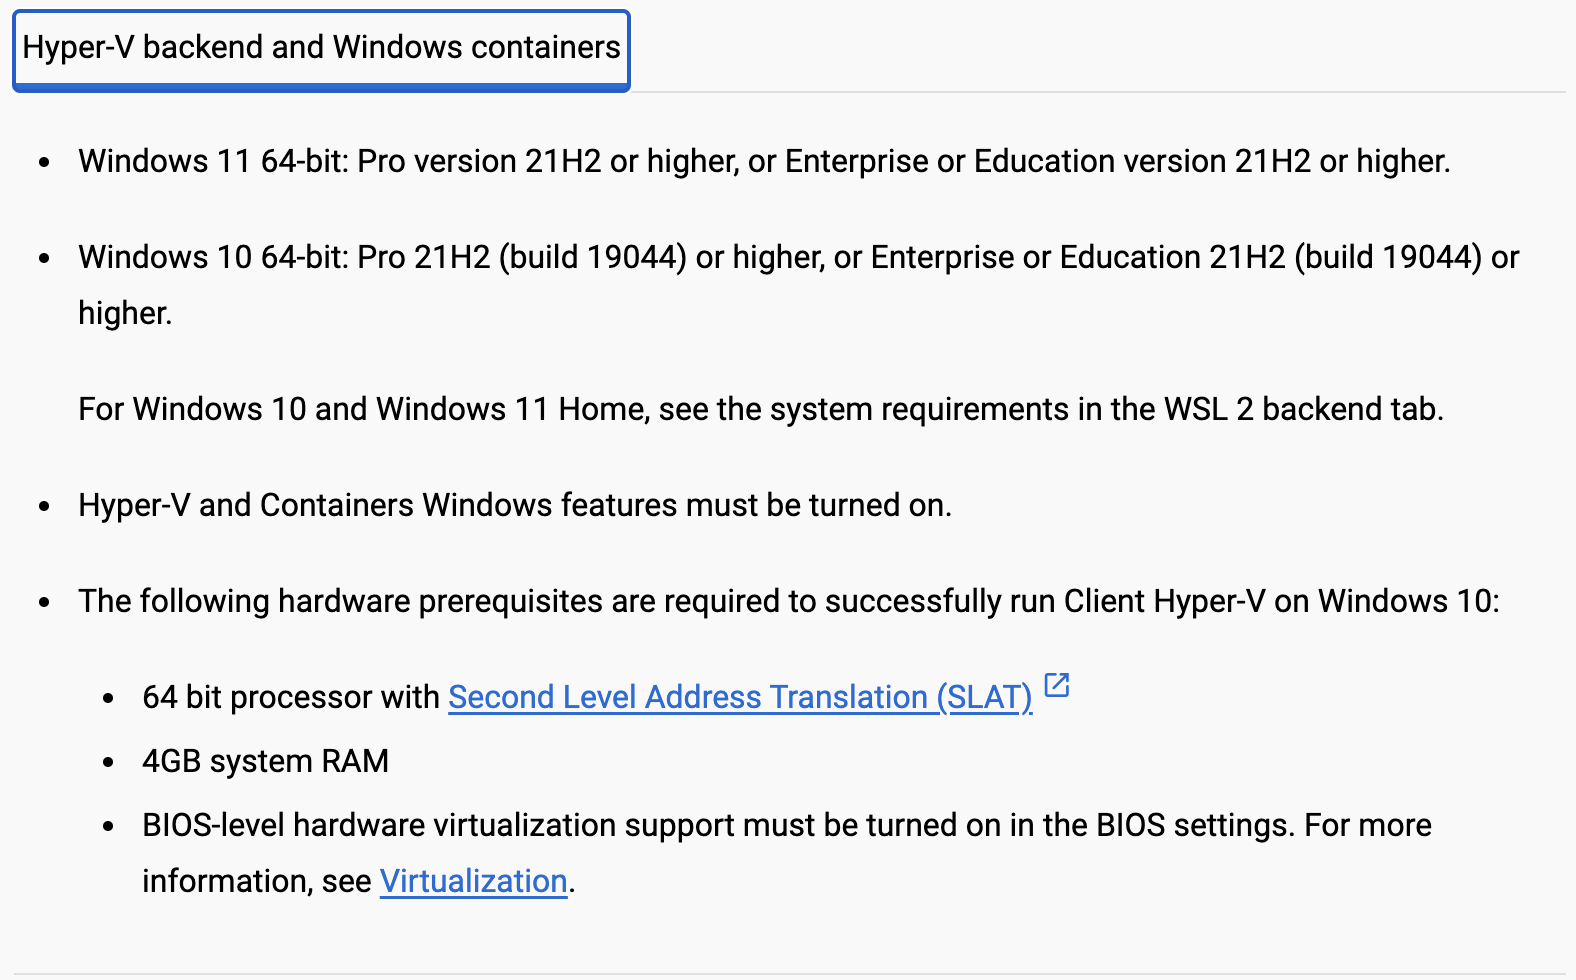 Hyper-V backend and Windows containers
Windows 11 64-bit: Pro version 21H2 or higher, or Enterprise or Education version 21H2 or higher.
Windows 10 64-bit: Pro 21H2 (build 19044) or higher, or Enterprise or Education 21H2 (build 19044) or
higher.
For Windows 10 and Windows 11 Home, see the system requirements in the WSL 2 backend tab.
Hyper-V and Containers Windows features must be turned on.
The following hardware prerequisites are required to successfully run Client Hyper-V on Windows 10:
64 bit processor with Second Level Address Translation (SLAT)
4GB system RAM
BIOS-level hardware virtualization support must be turned on in the BIOS settings. For more
information, see Virtualization.